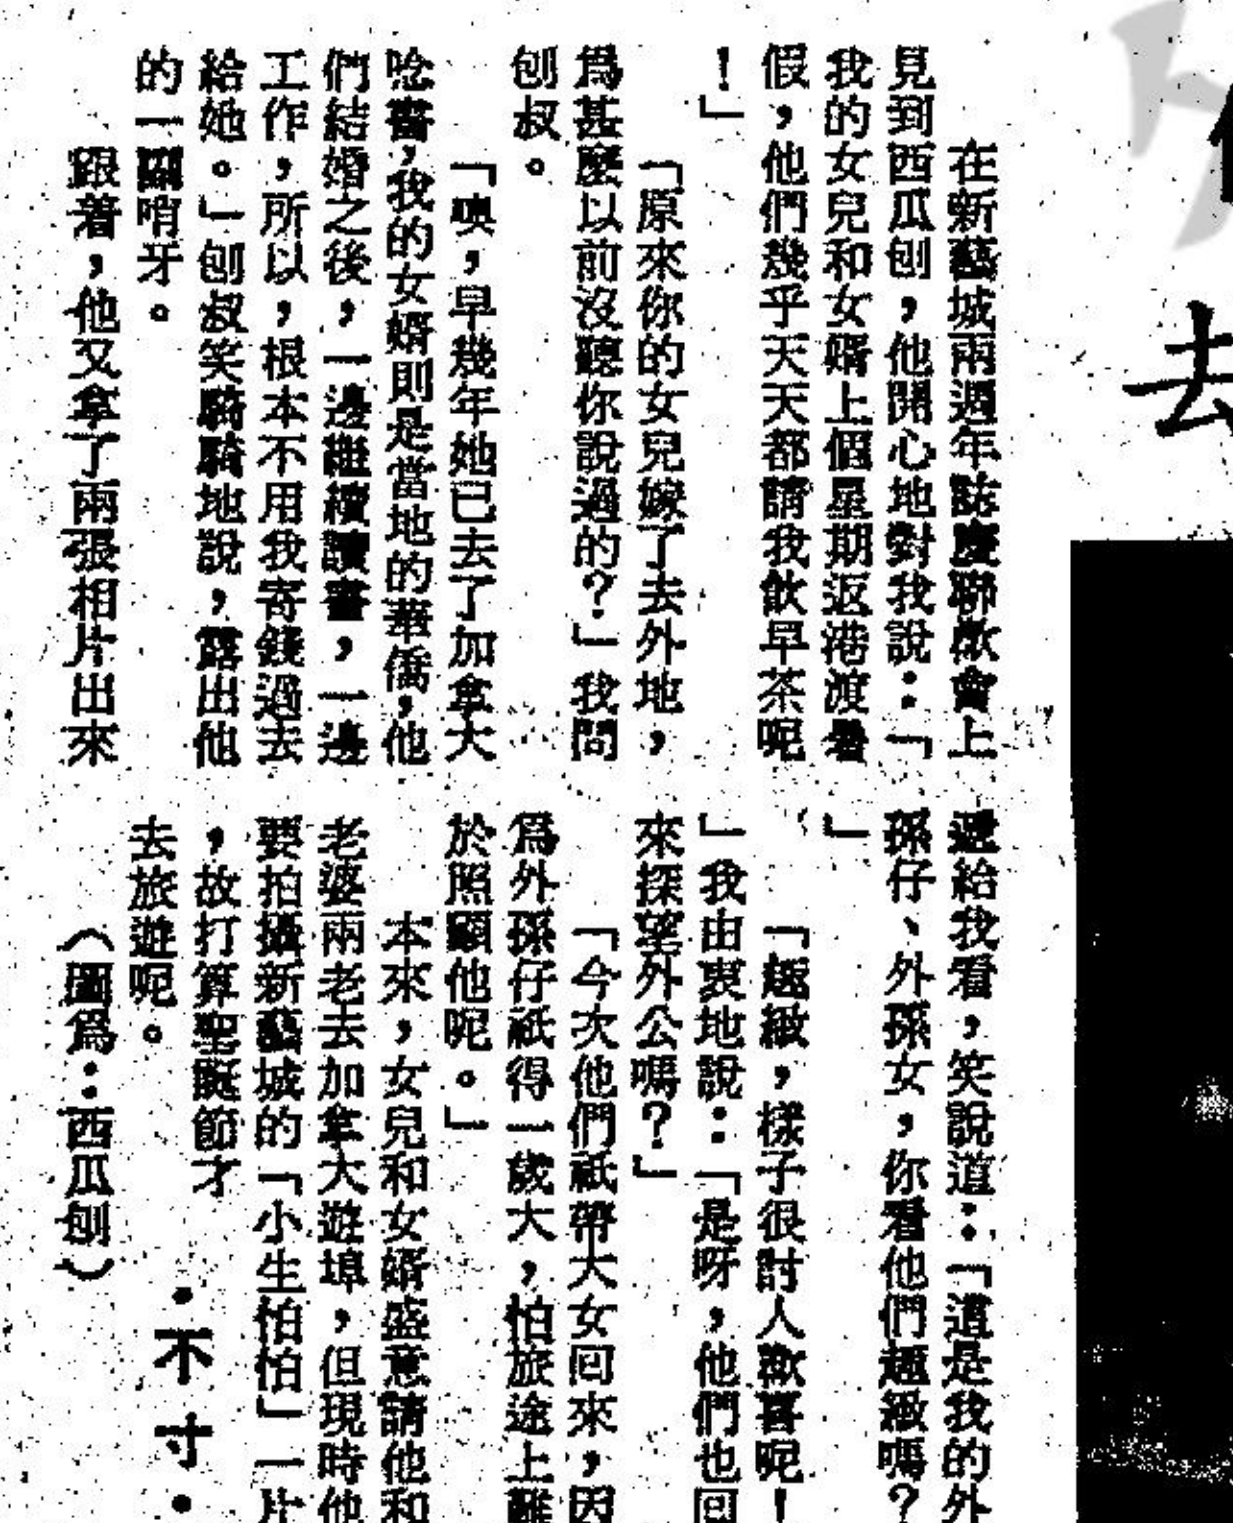 在新藝城兩週年誌慶聯歡會上
見到西瓜刨，他開心地對我說：「
我的女兒和女婿上個星期返港渡暑
假，他們幾乎天天都請我飲早茶呢
！」
「原來你的女兒嫁了去外地，
爲甚麼以前沒聽你說過的？」我問
刨叔。
「噢，早幾年她已去了加拿大
唸書，我的女婿則是當地的華僑，他
們結婚之後，一邊繼續讀書，一邊
工作，所以，根本不用我寄錢過去
給她。」刨叔笑騎騎地說，露出他
的一關哨牙。
跟着，他又拿了兩張相片出來
遞給我看，笑說道：「這是我的外
孫仔、外孫女，你看他們趣緻嗎？
」
「趣緻，樣子很討人歡喜呢！
」我由衷地說：「是呀，他們也回
來探望外公嗎？」
「今次他們祇帶大女回來，因
爲外孫仔祇得一歲大，怕旅途上難
於照顧他呢。」
本來，女兒和女婿盛意請他和
老婆兩老去加拿大遊埠，但現時他
要拍攝新藝城的「小生怕怕」一片
，故打算聖誕節才
去旅遊呢。
（圖爲：西瓜刨）
・不寸・
去